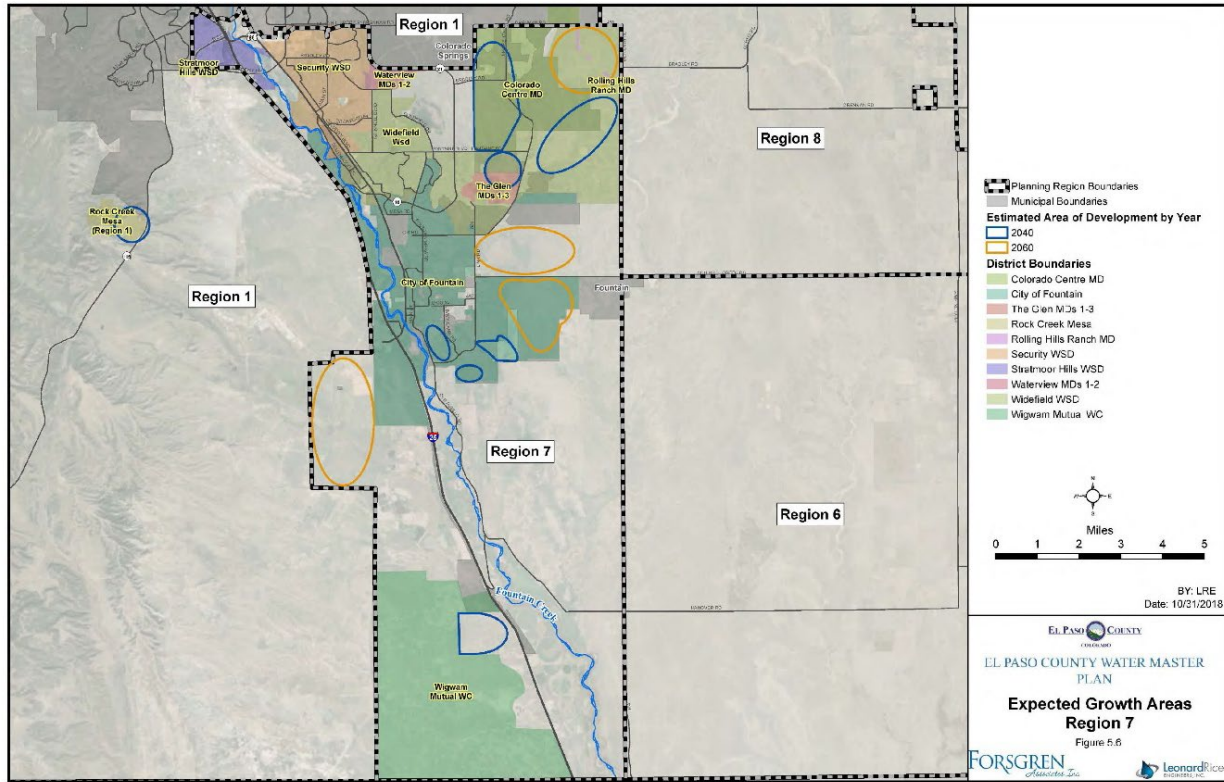 Region 1
Colorado
Springs
Stratmoor
Hills WSD
Security WSD
Waterview
MDs 1-2
Colorado
Centre MD
Rolling Hills
Ranch MD
BRADLEY RD
Region 8
Widefield
Wsd
The Glen
MDs 1-3
Rock Creek
Mesa
(Region 1)
Region 1
City of Fountain
Fountain
Region 7
25
Region 6
Fountain Creek
Wigwam
Mutual WC
Planning Region Boundaries
Municipal Boundaries
Estimated Area of Development by Year
2040
2060
District Boundaries
Colorado Centre MD
City of Fountain
The Glen MDs 1-3
Rock Creek Mesa
Rolling Hills Ranch MD
Security WSD
Stratmoor Hills WSD
Waterview MDs 1-2
Widefield WSD
Wigwam Mutual WC
N
W E
S
Miles
0 1 2 3 4 5
BY: LRE
Date: 10/31/2018
EL PASO COUNTY
COLORADO
EL PASO COUNTY WATER MASTER
PLAN
Expected Growth Areas
Region 7
Figure 5.6
FORSGREN
Associates Inc.
LeonardRice
ENGINEERS, INC.